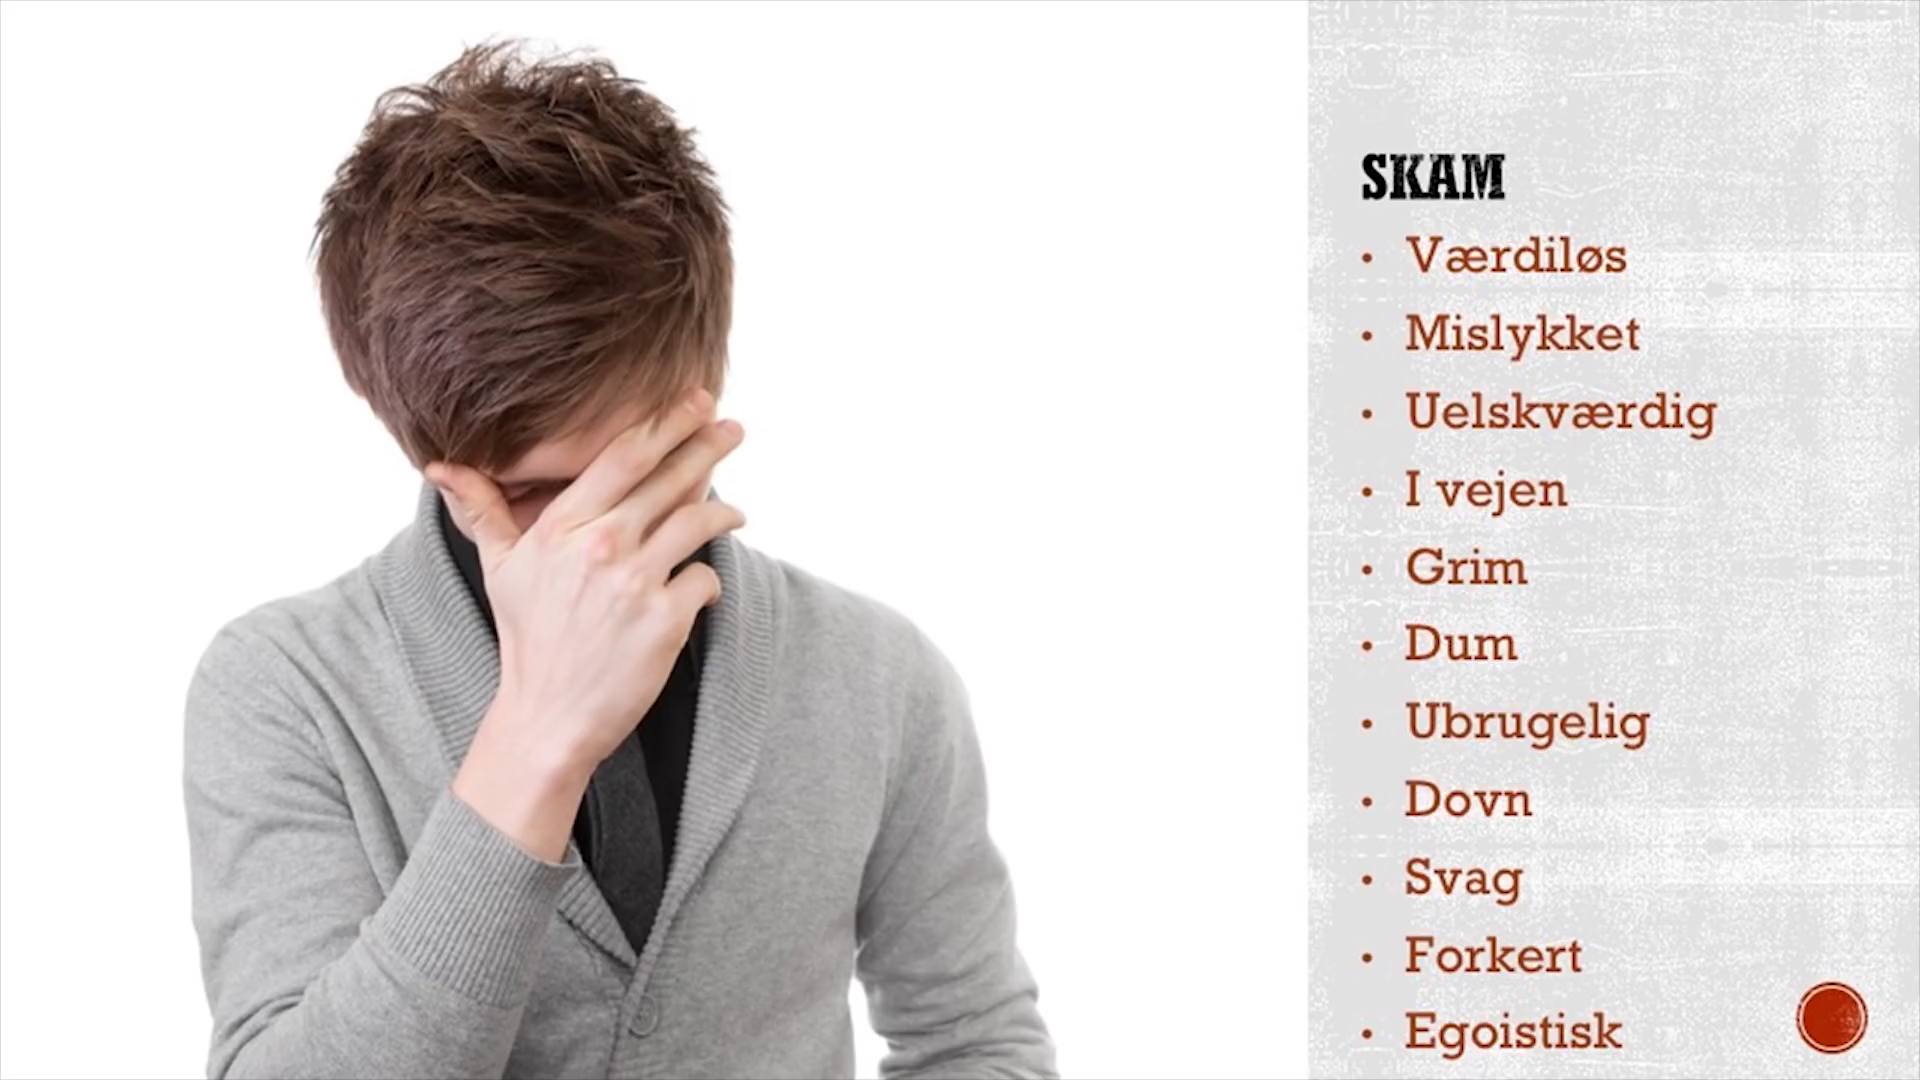 SKAM
• Værdiløs
• Mislykket
• Uelskværdig
• I vejen
• Grim
• Dum
• Ubrugelig
• Dovn
• Svag
• Forkert
• Egoistisk